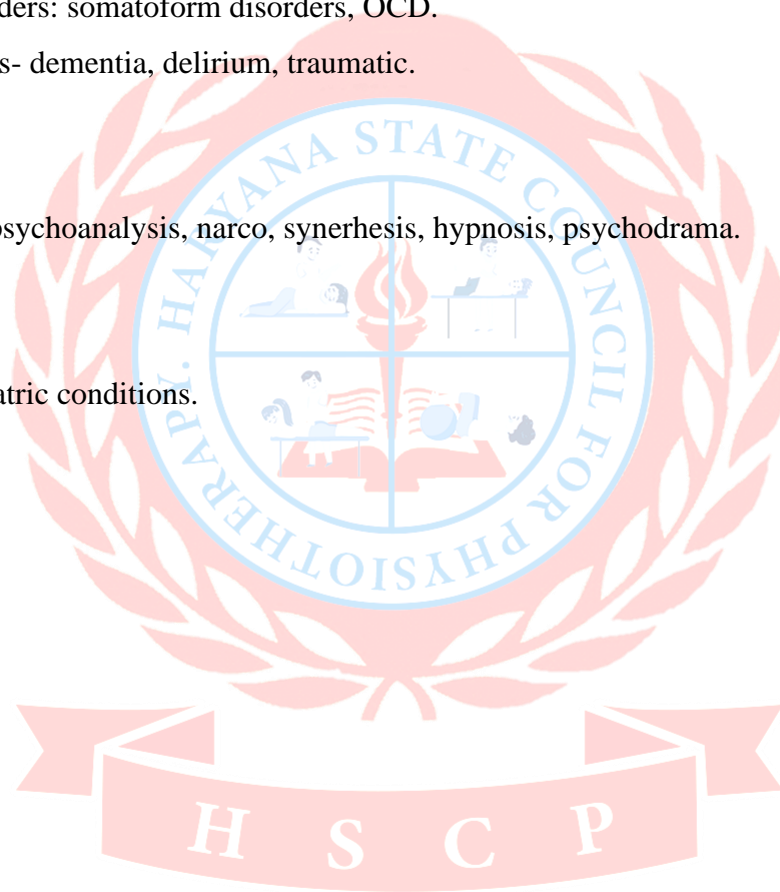 ders: somatoform disorders, OCD.
s- dementia, delirium, traumatic.
psychoanalysis, narco, synerhesis, hypnosis, psychodrama.
atric conditions.
HARYANA STATE COUNCIL FOR PHYSIOTHERAPY.
H S C P